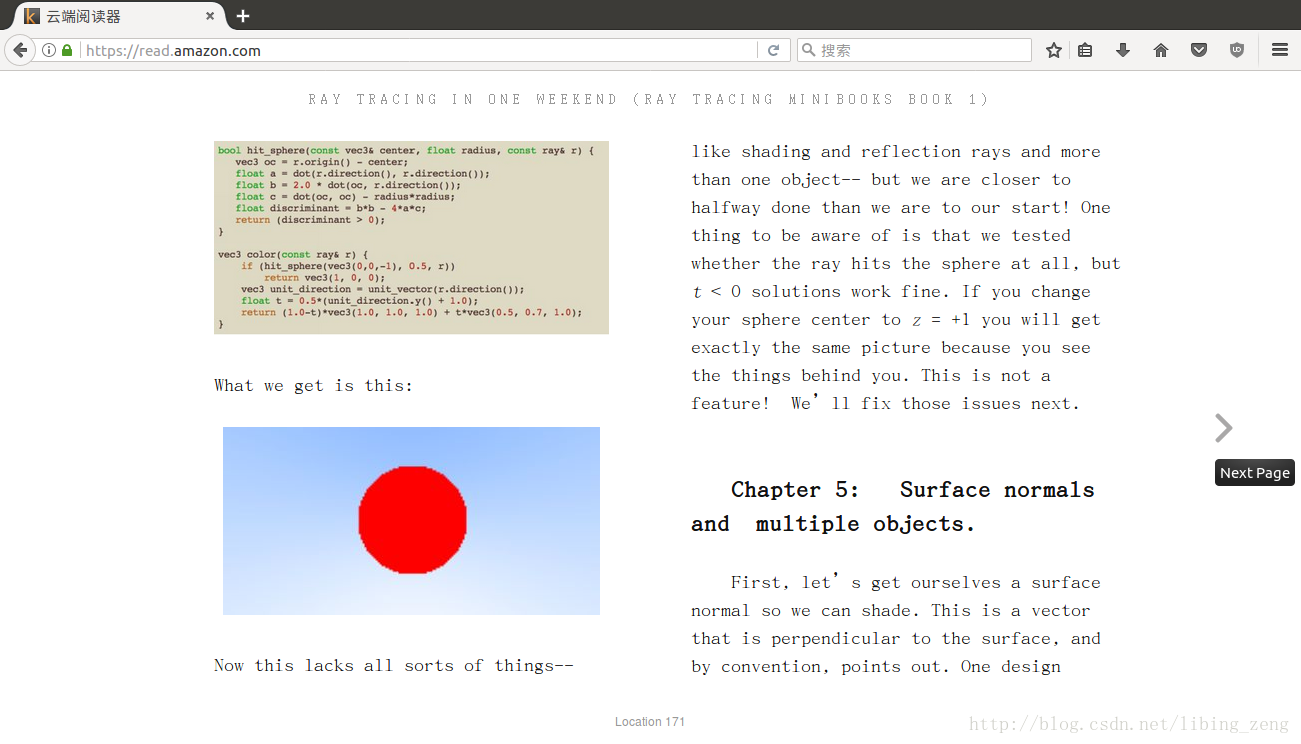 云端阅读器
https://read.amazon.com
搜索
RAY TRACING IN ONE WEEKEND (RAY TRACING MINIBOOKS BOOK 1)
bool hit_sphere(const vec3& center, float radius, const ray& r) {
vec3 oc = r.origin() - center;
float a = dot(r.direction(), r.direction());
float b = 2.0 * dot(oc, r.direction());
float c = dot(oc, oc) - radius*radius;
float discriminant = b*b - 4*a*c;
return (discriminant > 0);
}
vec3 color(const ray& r) {
if (hit_sphere(vec3(0,0,-1), 0.5, r))
return vec3(1, 0, 0);
vec3 unit_direction = unit_vector(r.direction());
float t = 0.5*(unit_direction.y() + 1.0);
return (1.0-t)*vec3(1.0, 1.0, 1.0) + t*vec3(0.5, 0.7, 1.0);
}
What we get is this:
Now this lacks all sorts of things--
like shading and reflection rays and more
than one object-- but we are closer to
halfway done than we are to our start! One
thing to be aware of is that we tested
whether the ray hits the sphere at all, but
t < 0 solutions work fine. If you change
your sphere center to z = +1 you will get
exactly the same picture because you see
the things behind you. This is not a
feature! We’ll fix those issues next.
Chapter 5: Surface normals
and multiple objects.
First, let’s get ourselves a surface
normal so we can shade. This is a vector
that is perpendicular to the surface, and
by convention, points out. One design
Next Page
Location 171
http://blog.csdn.net/libing_zeng